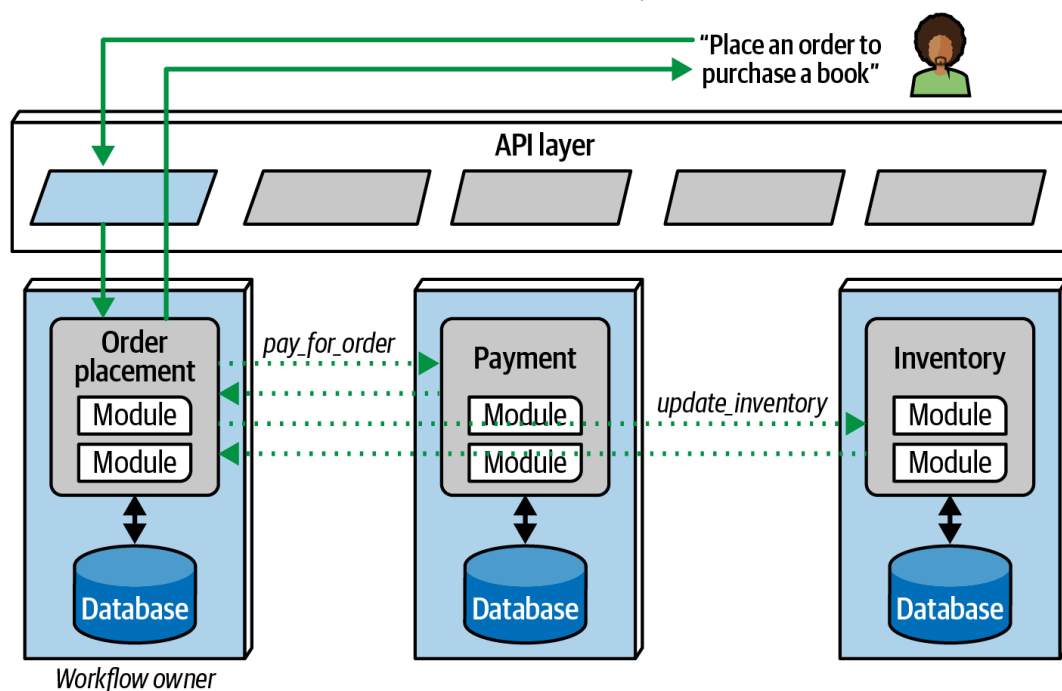 “Place an order to
purchase a book”
API layer
Order
placement
Module
Module
Database
Workflow owner
pay_for_order
Payment
Module
Module
Database
update_inventory
Inventory
Module
Module
Database